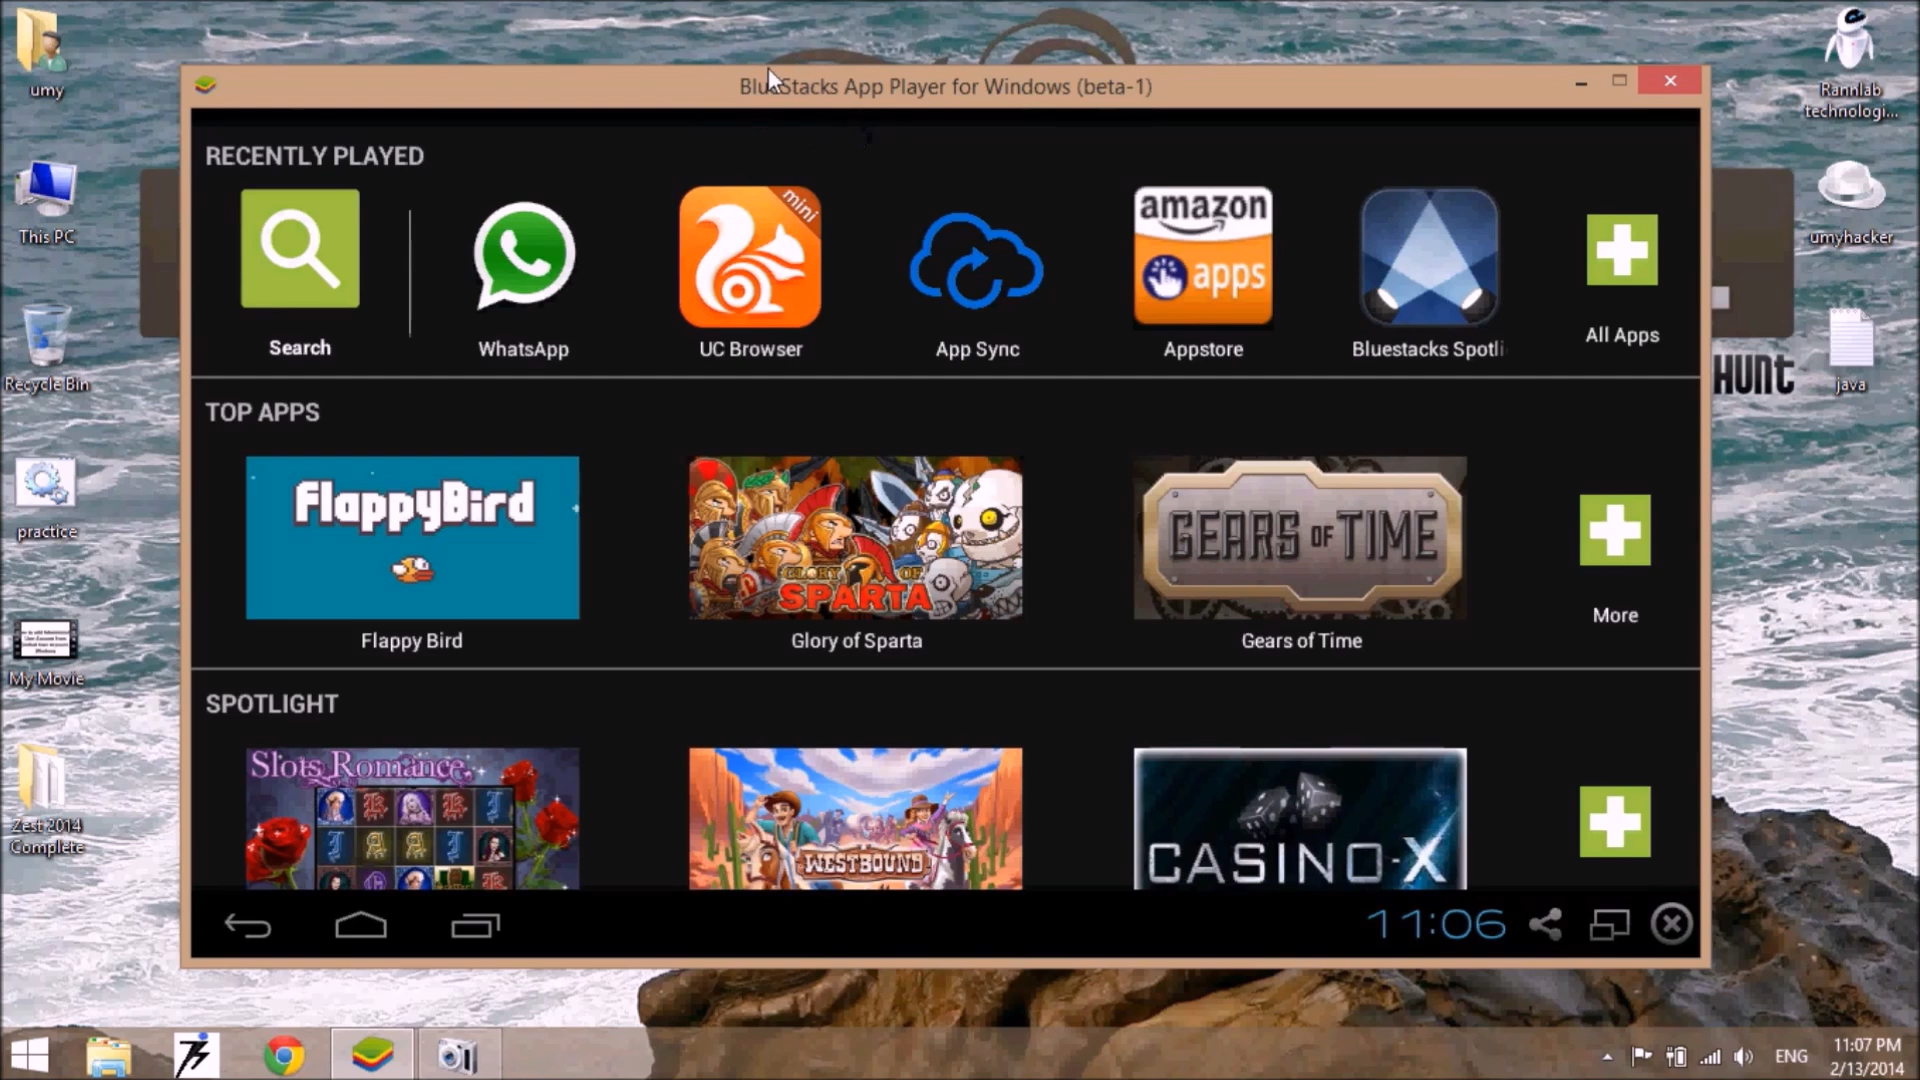 BlueStacks App Player for Windows (beta-1)
umy
This PC
Recycle Bin
practice
My Movie
Zest 2014
Complete
Rannlab
technologi...
umyhacker
java
HUNT
RECENTLY PLAYED
Search
WhatsApp
mini
UC Browser
App Sync
amazon
apps
Appstore
Bluestacks Spotli
All Apps
TOP APPS
FlappyBird
Flappy Bird
GLORY OF
SPARTA
Glory of Sparta
GEARS OF TIME
Gears of Time
More
SPOTLIGHT
Slots Romance
WESTBOUND
CASINO-X
11:06
ENG
11:07 PM
2/13/2014